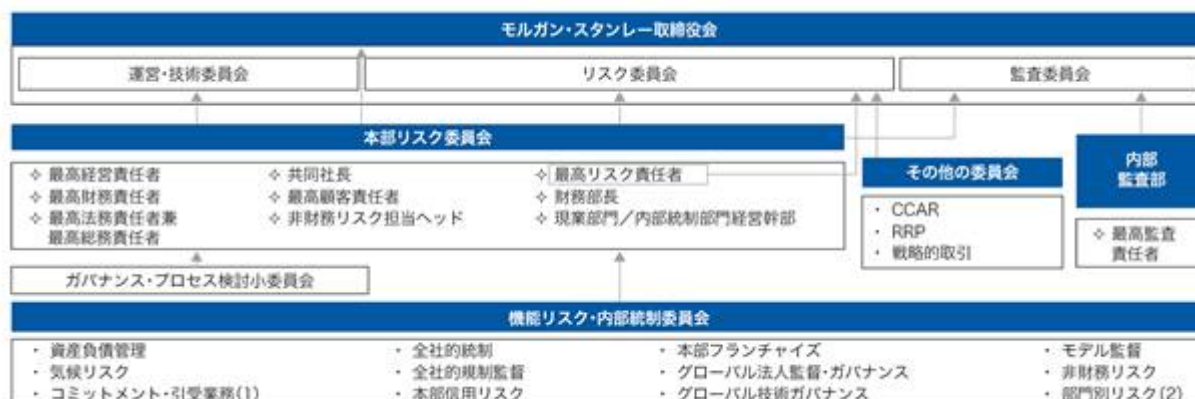 モルガン・スタンレー取締役会
運営・技術委員会
リスク委員会
監査委員会
本部リスク委員会
✧ 最高経営責任者
✧ 最高財務責任者
✧ 最高法務責任者兼
最高総務責任者
✧ 共同社長
✧ 最高顧客責任者
✧ 非財務リスク担当ヘッド
✧ 最高リスク責任者
✧ 財務部長
✧ 現業部門／内部統制部門経営幹部
その他の委員会
・ CCAR
・ RRP
・ 戦略的取引
内部
監査部
✧ 最高監査
責任者
ガバナンス・プロセス検討小委員会
機能リスク・内部統制委員会
・ 資産負債管理
・ 気候リスク
・ コミットメント・引受業務(1)
・ 全社的統制
・ 全社的規制監督
・ 本部信用リスク
・ 本部フランチャイズ
・ グローバル法人監督・ガバナンス
・ グローバル技術ガバナンス
・ モデル監督
・ 非財務リスク
・ 部門別リスク(2)